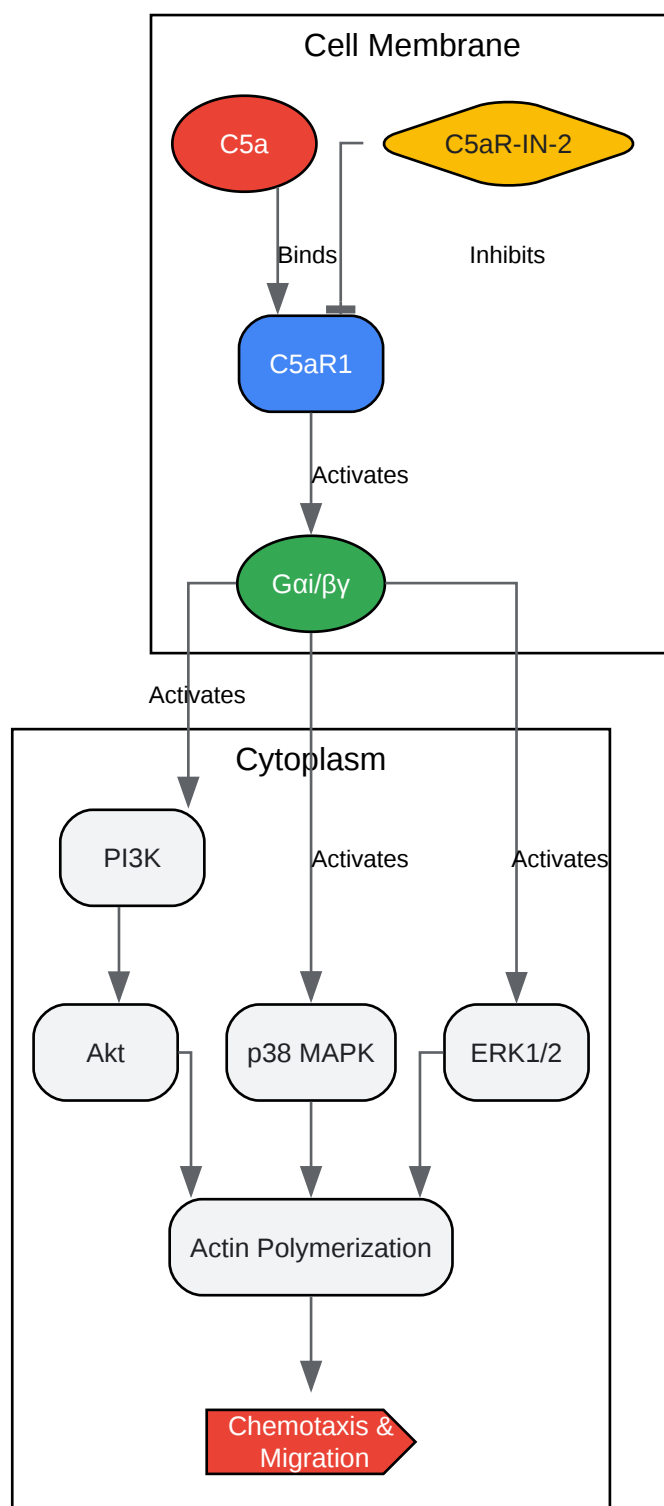 Cell Membrane
C5a
C5aR-IN-2
Binds
Inhibits
C5aR1
Activates
Gαi/βγ
Activates
Cytoplasm
PI3K
Activates
Activates
Akt
p38 MAPK
ERK1/2
Actin Polymerization
Chemotaxis &
Migration